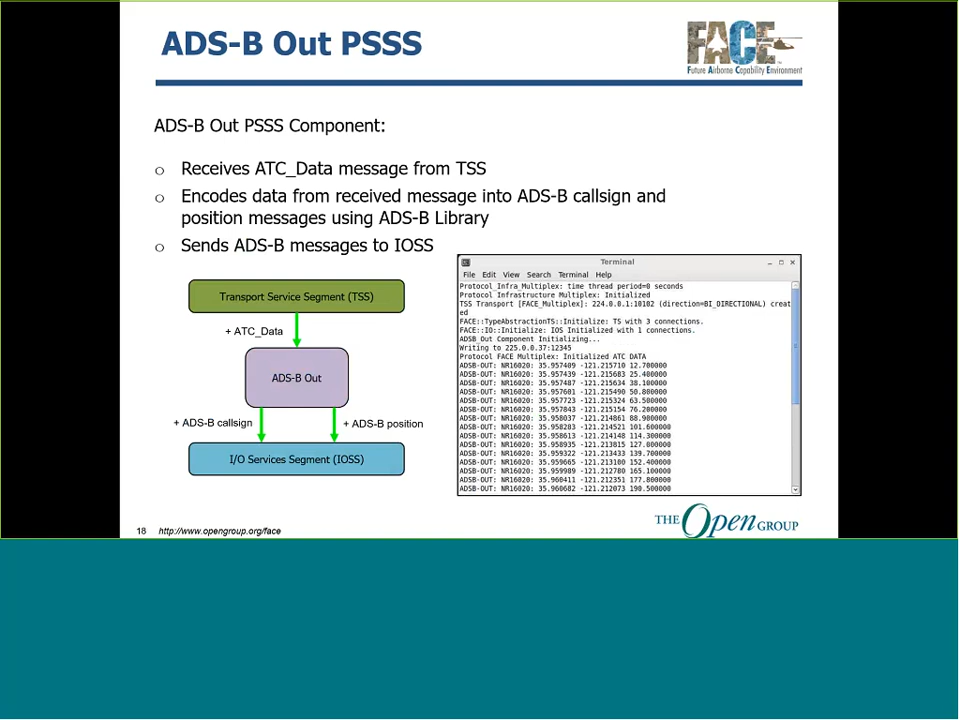 ADS-B Out PSSS
FACE
Future Airborne Capability Environment
ADS-B Out PSSS Component:
o Receives ATC_Data message from TSS
o Encodes data from received message into ADS-B callsign and
position messages using ADS-B Library
o Sends ADS-B messages to IOSS
Transport Service Segment (TSS)
+ ATC_Data
ADS-B Out
+ ADS-B callsign
+ ADS-B position
I/O Services Segment (IOSS)
Terminal
File Edit View Search Terminal Help
Protocol_Infra_Multiplex: time thread period=0 seconds
Protocol Infrastructure Multiplex: Initialized
TSS Transport [FACE_Multiplex]: 224.0.0.1:10102 (direction=BI_DIRECTIONAL) creat
ed
FACE::TypeAbstractionTS::Initialize: TS with 3 connections.
FACE::IO::Initialize: IOS Initialized with 1 connections.
ADSB_Out Component Initializing...
Writing to 225.0.0.37:12345
Protocol FACE Multiplex: Initialized ATC DATA
ADSB-OUT: NR16020: 35.957409 -121.215710 12.700000
ADSB-OUT: NR16020: 35.957439 -121.215683 25.400000
ADSB-OUT: NR16020: 35.957487 -121.215634 38.100000
ADSB-OUT: NR16020: 35.957601 -121.215490 50.800000
ADSB-OUT: NR16020: 35.957723 -121.215324 63.500000
ADSB-OUT: NR16020: 35.957843 -121.215154 76.200000
ADSB-OUT: NR16020: 35.958037 -121.214861 88.900000
ADSB-OUT: NR16020: 35.958283 -121.214521 101.600000
ADSB-OUT: NR16020: 35.958613 -121.214148 114.300000
ADSB-OUT: NR16020: 35.958935 -121.213815 127.000000
ADSB-OUT: NR16020: 35.959322 -121.213433 139.700000
ADSB-OUT: NR16020: 35.959665 -121.213100 152.400000
ADSB-OUT: NR16020: 35.959989 -121.212780 165.100000
ADSB-OUT: NR16020: 35.960411 -121.212351 177.800000
ADSB-OUT: NR16020: 35.960682 -121.212073 190.500000
18 http://www.opengroup.org/face
THE Open GROUP